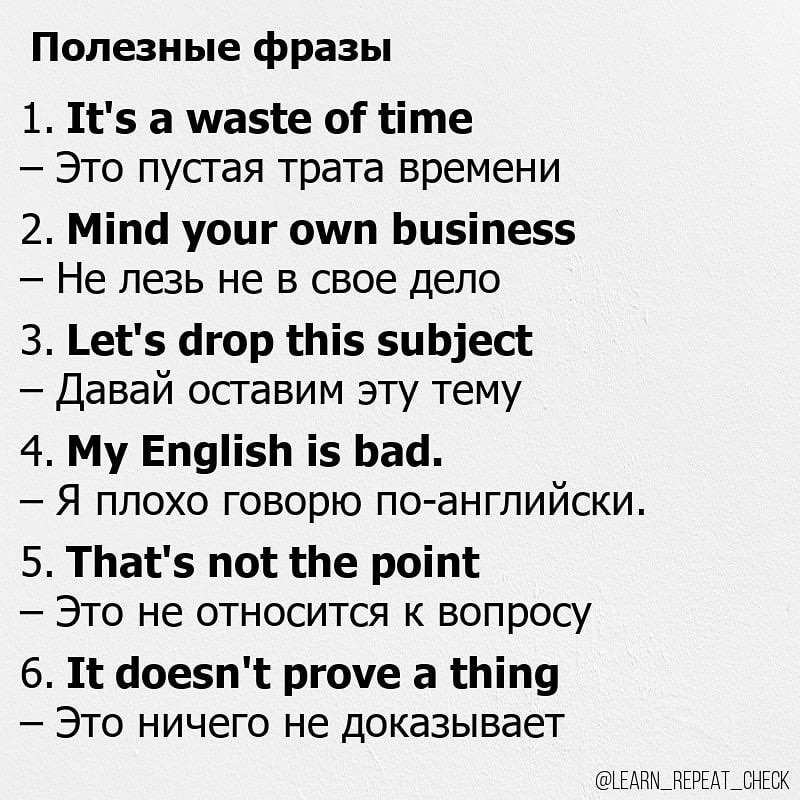 Полезные фразы
1. It's a waste of time
– Это пустая трата времени
2. Mind your own business
– Не лезь не в свое дело
3. Let's drop this subject
– Давай оставим эту тему
4. My English is bad.
– Я плохо говорю по-английски.
5. That's not the point
– Это не относится к вопросу
6. It doesn't prove a thing
– Это ничего не доказывает
@LEARN_REPEAT_CHECK